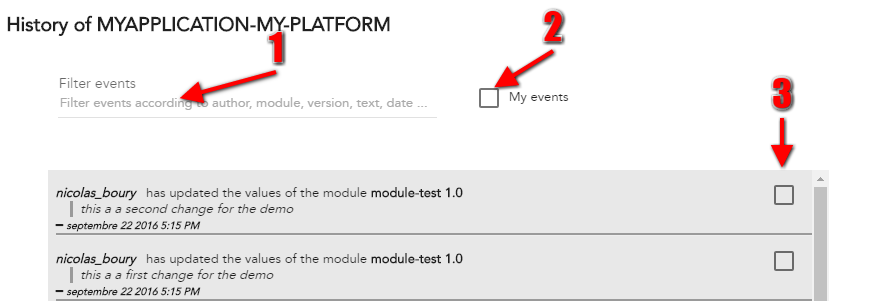 History of MYAPPLICATION-MY-PLATFORM
1
2
Filter events
Filter events according to author, module, version, text, date ...
My events
3
nicolas_boury has updated the values of the module module-test 1.0
this a a second change for the demo
septembre 22 2016 5:15 PM
nicolas_boury has updated the values of the module module-test 1.0
this a a first change for the demo
septembre 22 2016 5:15 PM